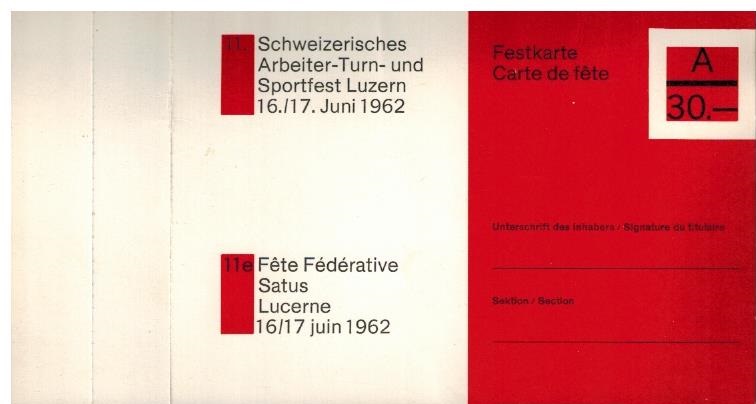 11. Schweizerisches
Arbeiter-Turn- und
Sportfest Luzern
16./17. Juni 1962
11e Fête Fédérative
Satus
Lucerne
16/17 juin 1962
Festkarte
Carte de fête
A
30.—
Unterschrift des Inhabers / Signature du titulaire
Sektion / Section